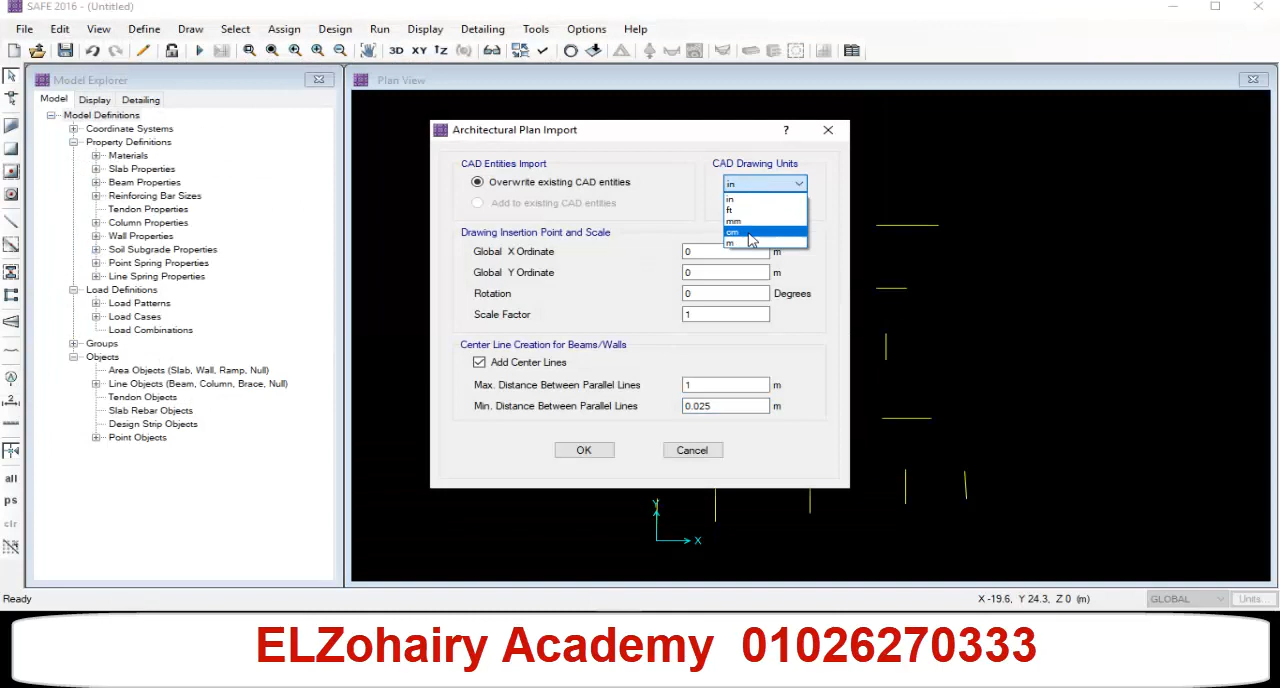 SAFE 2016 - (Untitled)
File Edit View Define Draw Select Assign Design Run Display Detailing Tools Options Help
3D XY
Model Explorer
Plan View
Model Display Detailing
Model Definitions
Coordinate Systems
Property Definitions
Materials
Slab Properties
Beam Properties
Reinforcing Bar Sizes
Tendon Properties
Column Properties
Wall Properties
Soil Subgrade Properties
Point Spring Properties
Line Spring Properties
Load Definitions
Load Patterns
Load Cases
Load Combinations
Groups
Objects
Area Objects (Slab, Wall, Ramp, Null)
Line Objects (Beam, Column, Brace, Null)
Tendon Objects
Slab Rebar Objects
Design Strip Objects
Point Objects
all
ps
clr
Architectural Plan Import ?
CAD Entities Import
Overwrite existing CAD entities
Add to existing CAD entities
CAD Drawing Units
in
in
ft
mm
cm
m
Drawing Insertion Point and Scale
Global X Ordinate 0 m
Global Y Ordinate 0 m
Rotation 0 Degrees
Scale Factor 1
Center Line Creation for Beams/Walls
Add Center Lines
Max. Distance Between Parallel Lines 1 m
Min. Distance Between Parallel Lines 0.025 m
OK Cancel
Y
X
Ready
X -19.6, Y 24.3, Z 0 (m)
GLOBAL Units...
ELZohairy Academy 01026270333